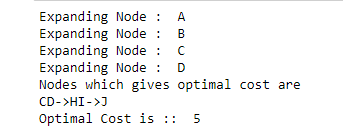 Expanding Node :  A
Expanding Node :  B
Expanding Node :  C
Expanding Node :  D
Nodes which gives optimal cost are
CD->HI->J
Optimal Cost is ::  5